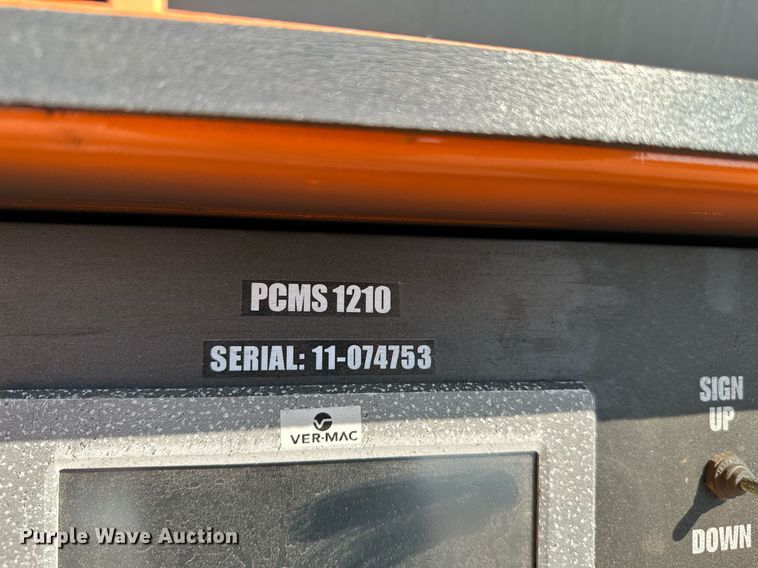 PCMS 1210
SERIAL: 11-074753
VER-MAC
SIGN
UP
DOWN
Purple Wave Auction